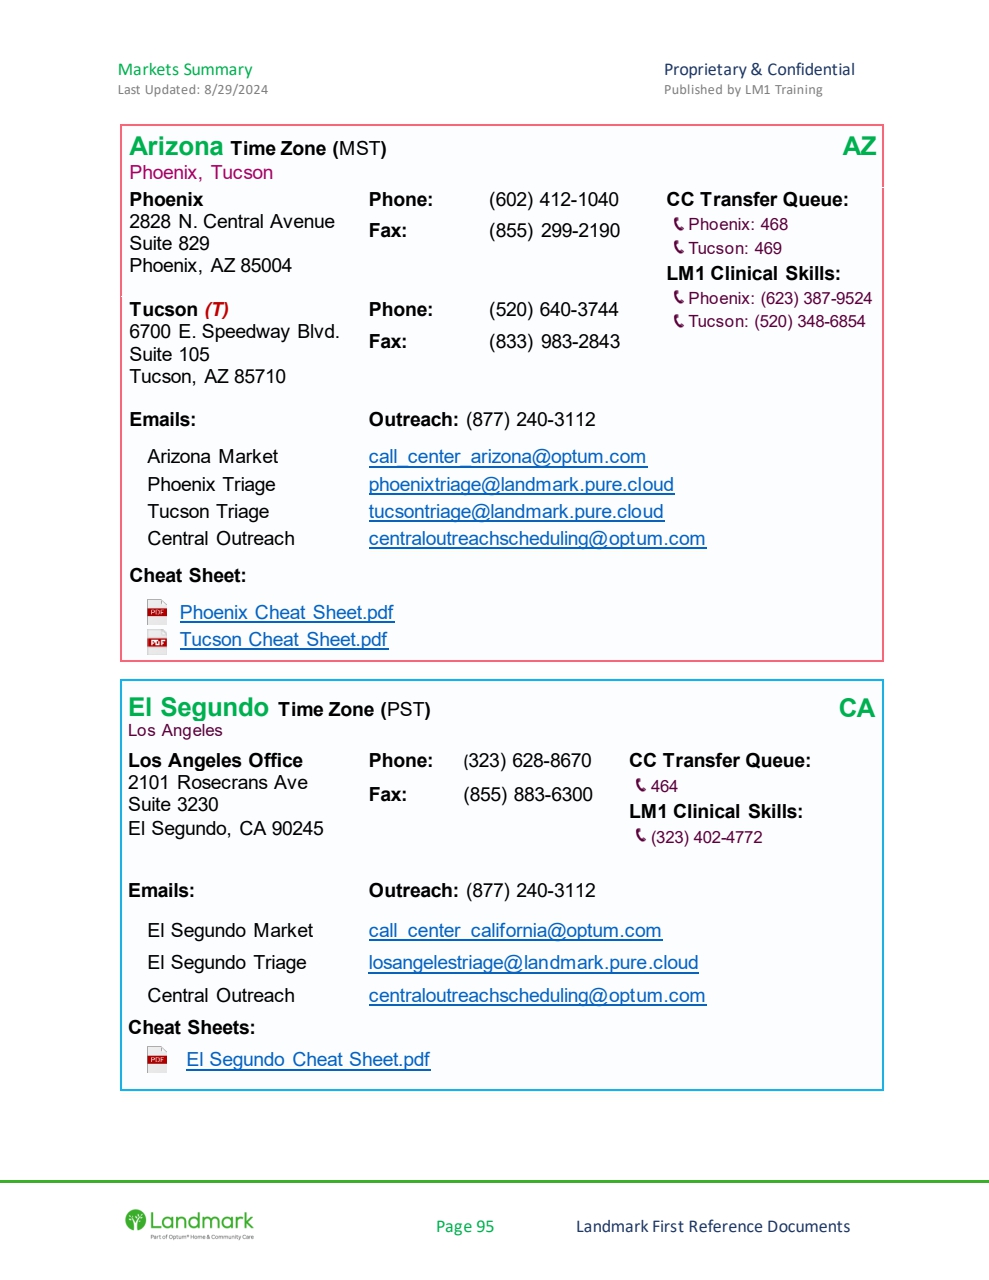 Markets Summary
Last Updated: 8/29/2024
Proprietary & Confidential
Published by LM1 Training
Arizona Time Zone (MST) AZ
Phoenix, Tucson
Phoenix
2828 N. Central Avenue
Suite 829
Phoenix, AZ 85004
Phone: (602) 412-1040
Fax: (855) 299-2190
CC Transfer Queue:
Phoenix: 468
Tucson: 469
LM1 Clinical Skills:
Phoenix: (623) 387-9524
Tucson: (520) 348-6854
Tucson (T)
6700 E. Speedway Blvd.
Suite 105
Tucson, AZ 85710
Phone: (520) 640-3744
Fax: (833) 983-2843
Emails: Outreach: (877) 240-3112
Arizona Market call_center_arizona@optum.com
Phoenix Triage phoenixtriage@landmark.pure.cloud
Tucson Triage tucsontriage@landmark.pure.cloud
Central Outreach centraloutreachscheduling@optum.com
Cheat Sheet:
PDF Phoenix Cheat Sheet.pdf
PDF Tucson Cheat Sheet.pdf
El Segundo Time Zone (PST) CA
Los Angeles
Los Angeles Office
2101 Rosecrans Ave
Suite 3230
El Segundo, CA 90245
Phone: (323) 628-8670
Fax: (855) 883-6300
CC Transfer Queue:
464
LM1 Clinical Skills:
(323) 402-4772
Emails: Outreach: (877) 240-3112
El Segundo Market call_center_california@optum.com
El Segundo Triage losangelestriage@landmark.pure.cloud
Central Outreach centraloutreachscheduling@optum.com
Cheat Sheets:
PDF El Segundo Cheat Sheet.pdf
Landmark
Part of Optum® Home & Community Care
Page 95
Landmark First Reference Documents